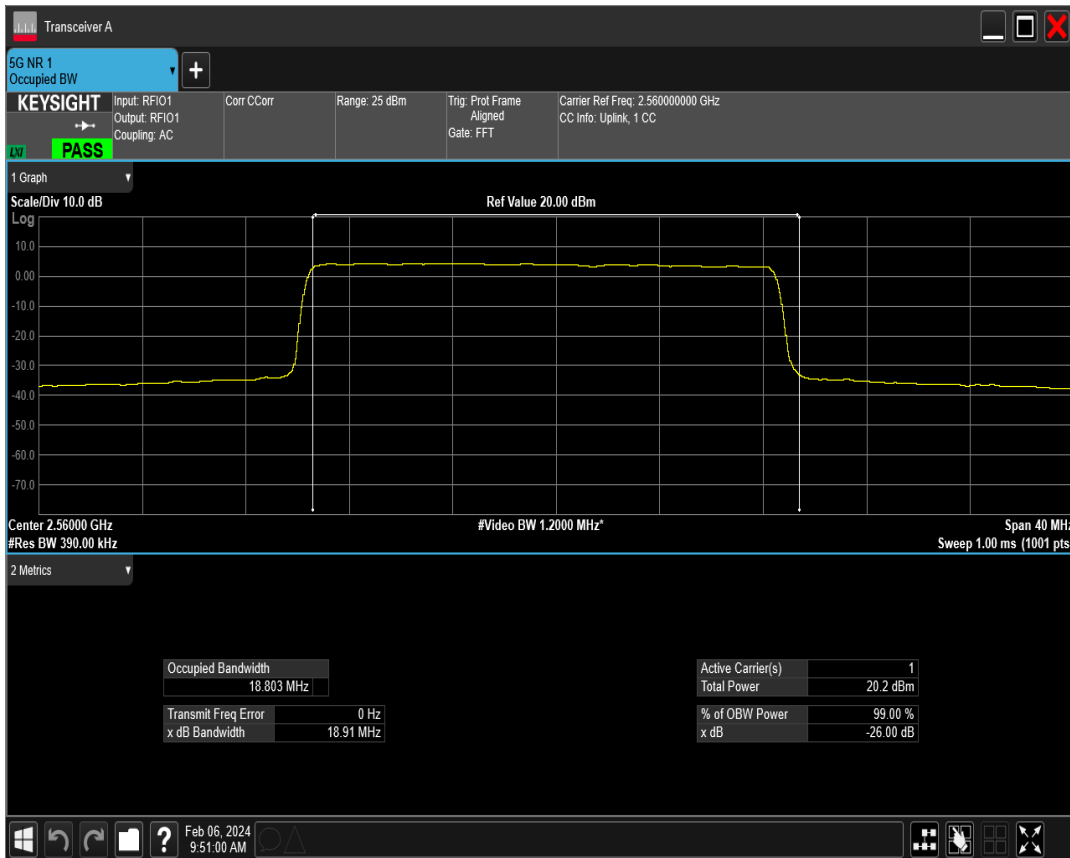 Transceiver A
5G NR 1
Occupied BW
+
KEYSIGHT
LXI
PASS
Input: RFIO1
Output: RFIO1
Coupling: AC
Corr CCorr
Range: 25 dBm
Trig: Prot Frame
Aligned
Gate: FFT
Carrier Ref Freq: 2.560000000 GHz
CC Info: Uplink, 1 CC
1 Graph
Scale/Div 10.0 dB
Ref Value 20.00 dBm
Log
10.0
0.00
-10.0
-20.0
-30.0
-40.0
-50.0
-60.0
-70.0
Center 2.56000 GHz
#Video BW 1.2000 MHz*
Span 40 MHz
#Res BW 390.00 kHz
Sweep 1.00 ms (1001 pts
2 Metrics
Occupied Bandwidth
18.803 MHz
Transmit Freq Error 0 Hz
x dB Bandwidth 18.91 MHz
Active Carrier(s) 1
Total Power 20.2 dBm
% of OBW Power 99.00 %
x dB -26.00 dB
?
Feb 06, 2024
9:51:00 AM